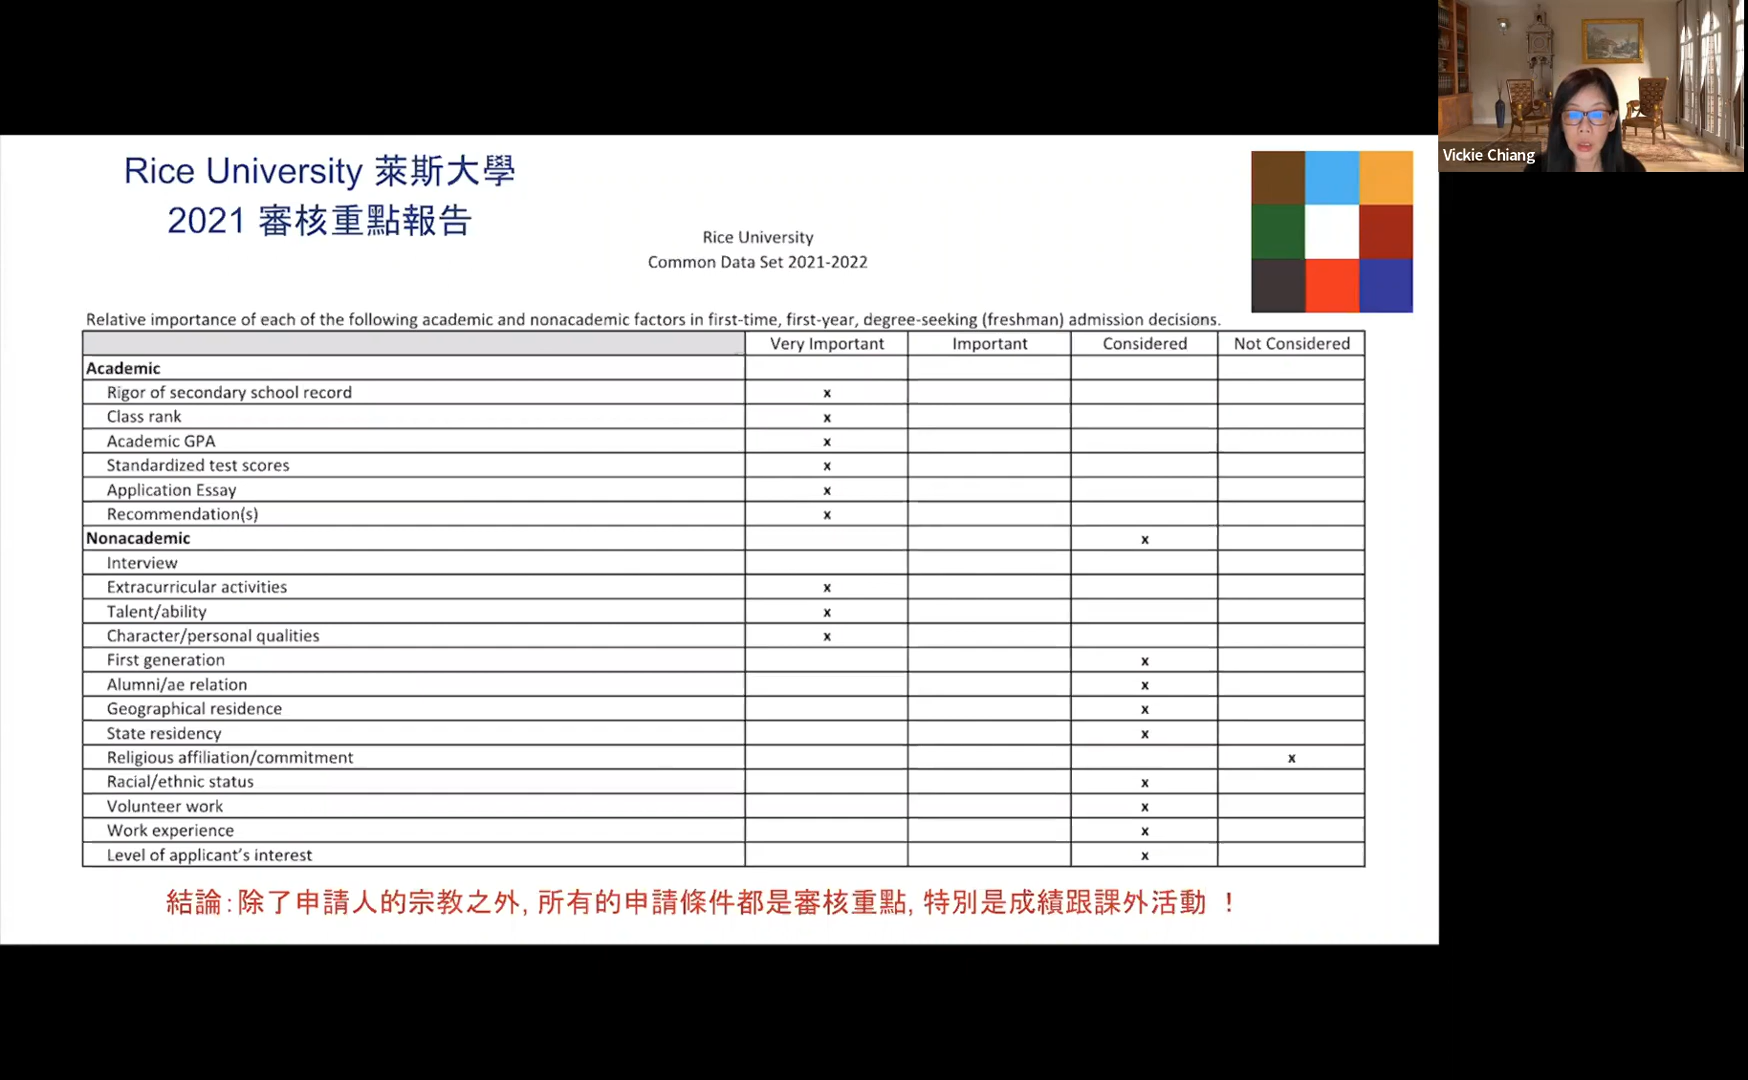 Rice University 萊斯大學
2021 審核重點報告
Rice University
Common Data Set 2021-2022
Relative importance of each of the following academic and nonacademic factors in first-time, first-year, degree-seeking (freshman) admission decisions.
Very Important Important Considered Not Considered
Academic
Rigor of secondary school record x
Class rank x
Academic GPA x
Standardized test scores x
Application Essay x
Recommendation(s) x
Nonacademic x
Interview
Extracurricular activities x
Talent/ability x
Character/personal qualities x
First generation x
Alumni/ae relation x
Geographical residence x
State residency x
Religious affiliation/commitment x
Racial/ethnic status x
Volunteer work x
Work experience x
Level of applicant's interest x
結論:除了申請人的宗教之外, 所有的申請條件都是審核重點, 特別是成績跟課外活動 !
Vickie Chiang